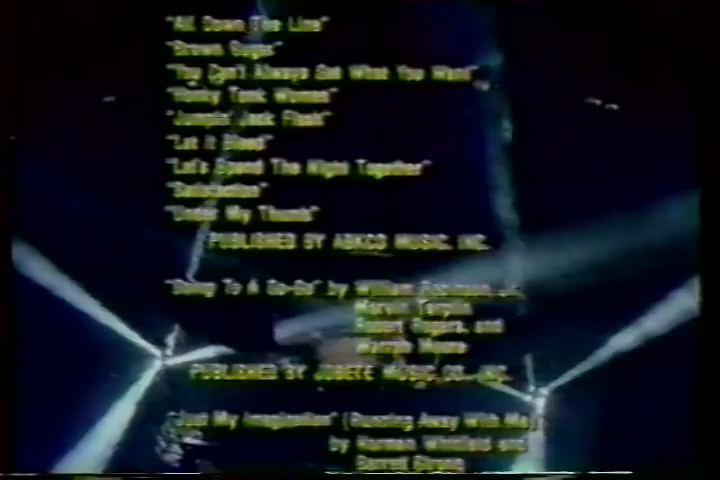 "All Down The Line"
"Brown Sugar"
"You Can't Always Get What You Want"
"Honky Tonk Women"
"Jumpin' Jack Flash"
"Let it Bleed"
"Let's Spend The Night Together"
"Satisfaction"
"Under My Thumb"
PUBLISHED BY ABKCO MUSIC, INC.
"Going To A Go-Go" by William Robinson, Jr.
Marvin Tarplin
Robert Rogers, and
Warren Moore
PUBLISHED BY JOBETE MUSIC CO., INC.
"Just My Imagination" (Running Away With Me)
by Norman Whitfield and
Barrett Strong